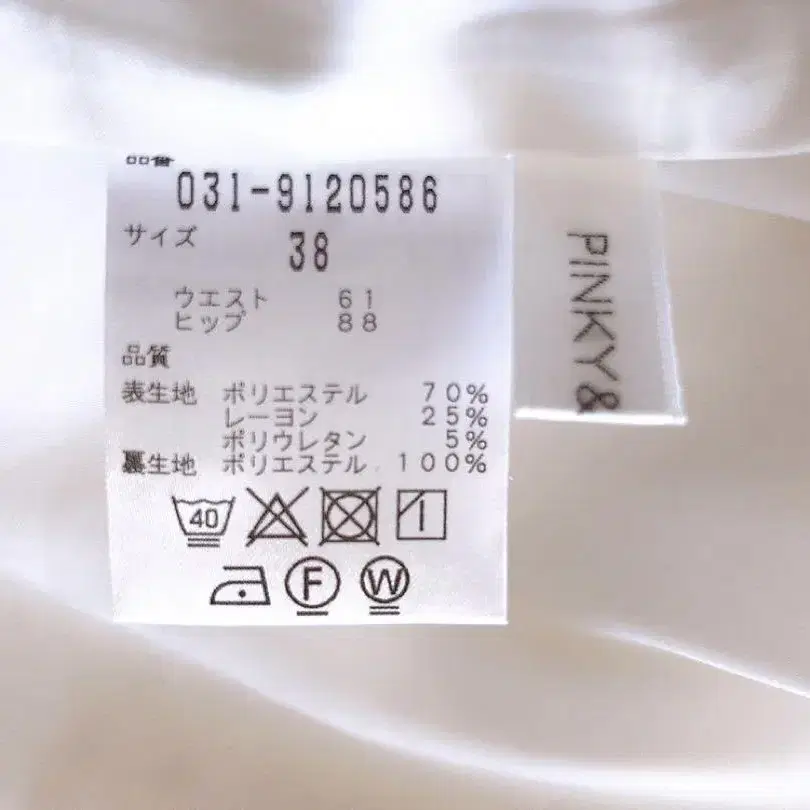 品番
031-9120586
サイズ
38
ウエスト 61
ヒップ 88
品質
表生地 ポリエステル 70%
レーヨン 25%
ポリウレタン 5%
裏生地 ポリエステル 100%
40
F W
PINKY&